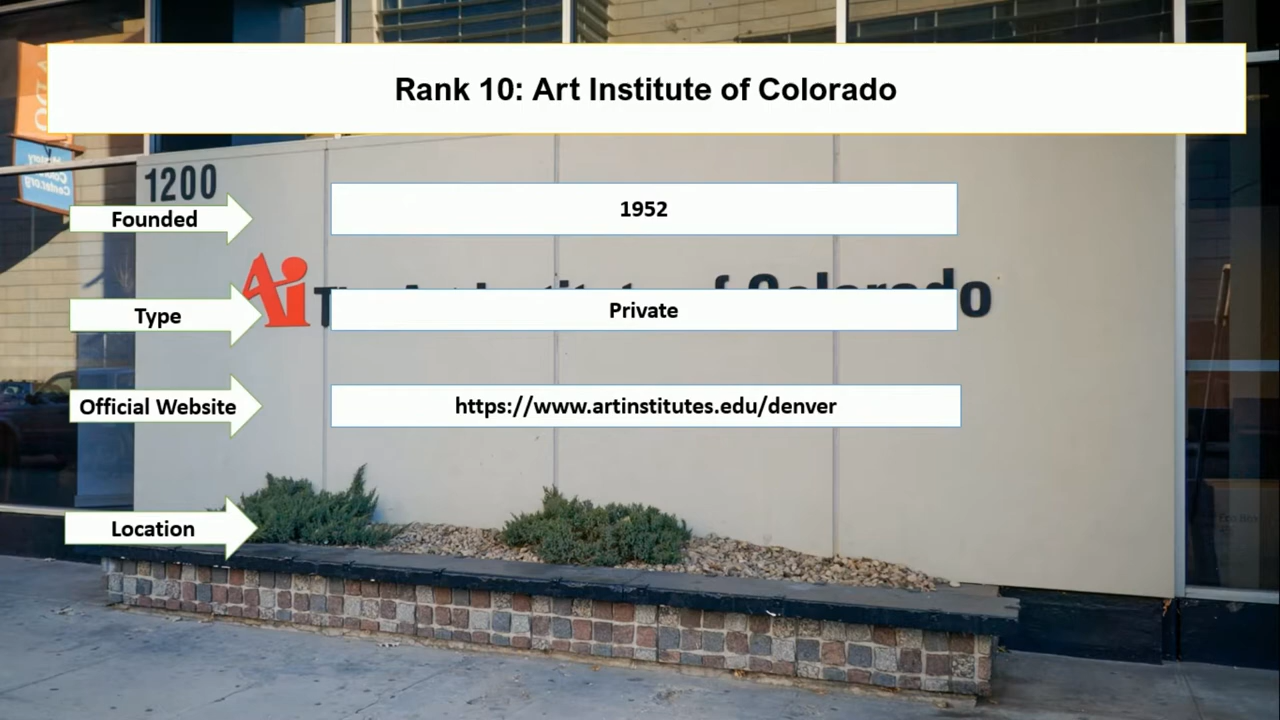 Rank 10: Art Institute of Colorado
1200
Founded
1952
Ai
Type
Private
Official Website
https://www.artinstitutes.edu/denver
Location